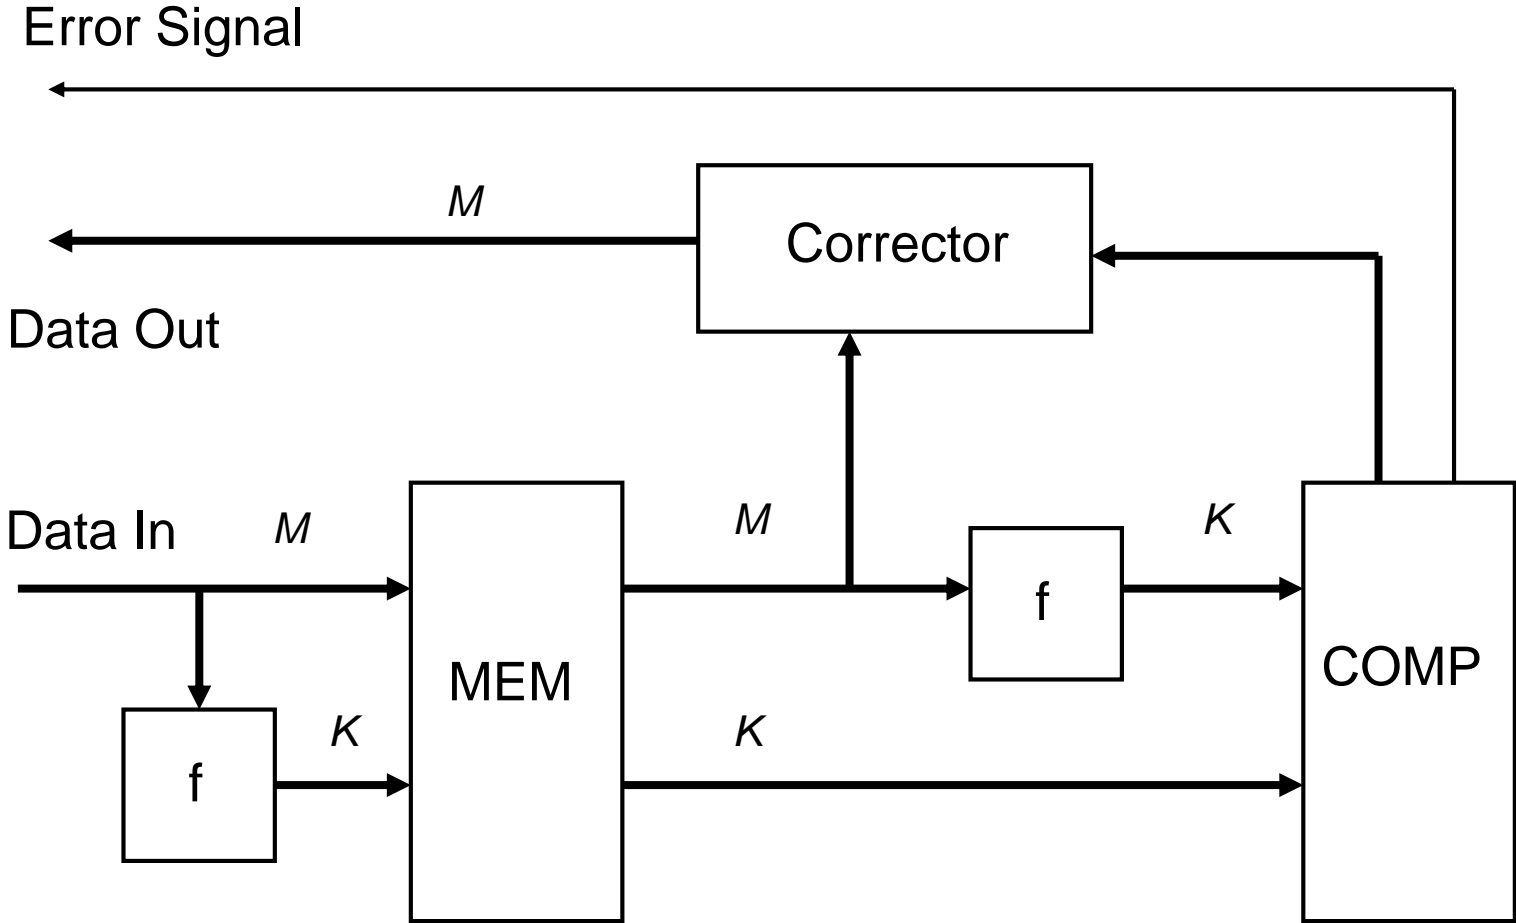 Error Signal
M
Corrector
Data Out
Data In
M
M
K
f
MEM
COMP
K
K
f